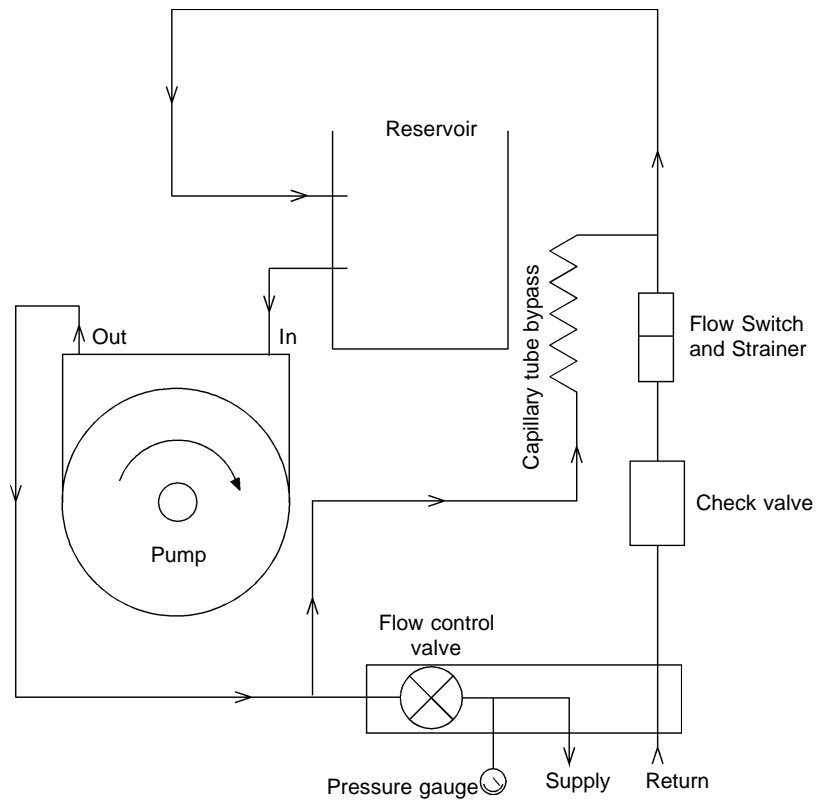 Reservoir
Out
In
Capillary tube bypass
Flow Switch
and Strainer
Check valve
Pump
Flow control
valve
Pressure gauge
Supply
Return